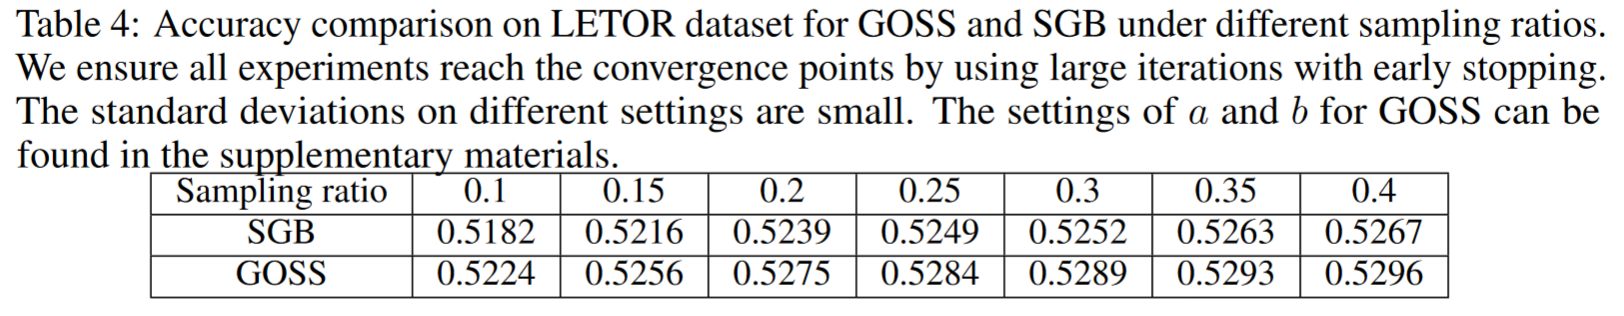 Table 4: Accuracy comparison on LETOR dataset for GOSS and SGB under different sampling ratios.
We ensure all experiments reach the convergence points by using large iterations with early stopping.
The standard deviations on different settings are small. The settings of a and b for GOSS can be
found in the supplementary materials.
Sampling ratio 0.1 0.15 0.2 0.25 0.3 0.35 0.4
SGB 0.5182 0.5216 0.5239 0.5249 0.5252 0.5263 0.5267
GOSS 0.5224 0.5256 0.5275 0.5284 0.5289 0.5293 0.5296